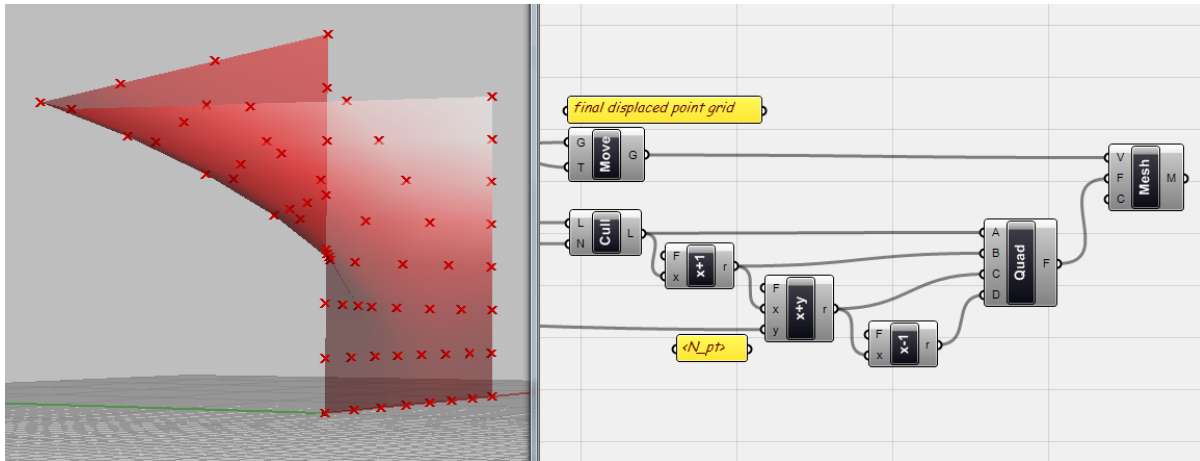 final displaced point grid
G
T
Move
G
V
F
C
Mesh
M
L
N
Cull
L
F
x
x+1
r
A
B
C
D
Quad
F
F
x
y
x+y
r
<N_pt>
F
x
x-1
r